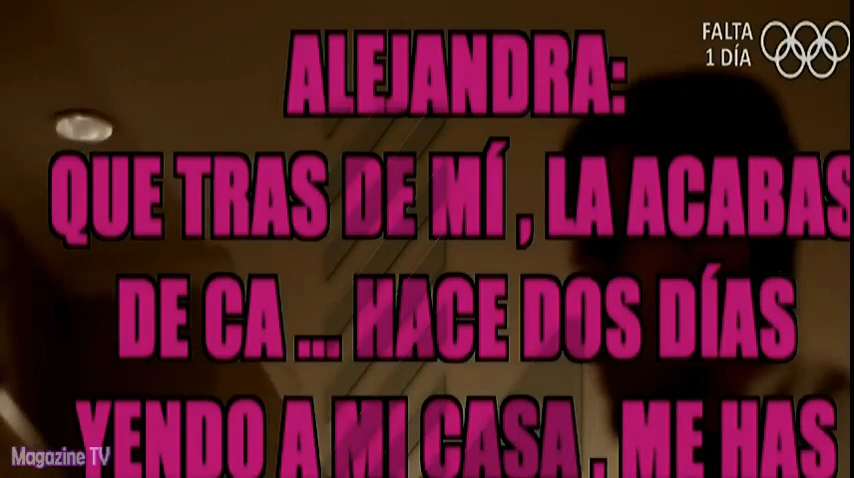 FALTA
1 DÍA
ALEJANDRA:
QUE TRAS DE MÍ , LA ACABAS
DE CA ... HACE DOS DÍAS
YENDO A MI CASA , ME HAS
Magazine TV